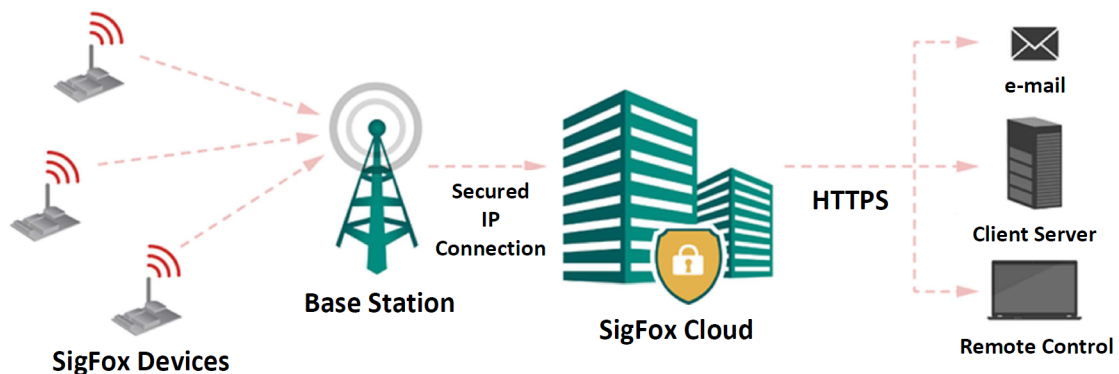 e-mail
Secured
IP
Connection
HTTPS
Client Server
Base Station
SigFox Cloud
Remote Control
SigFox Devices